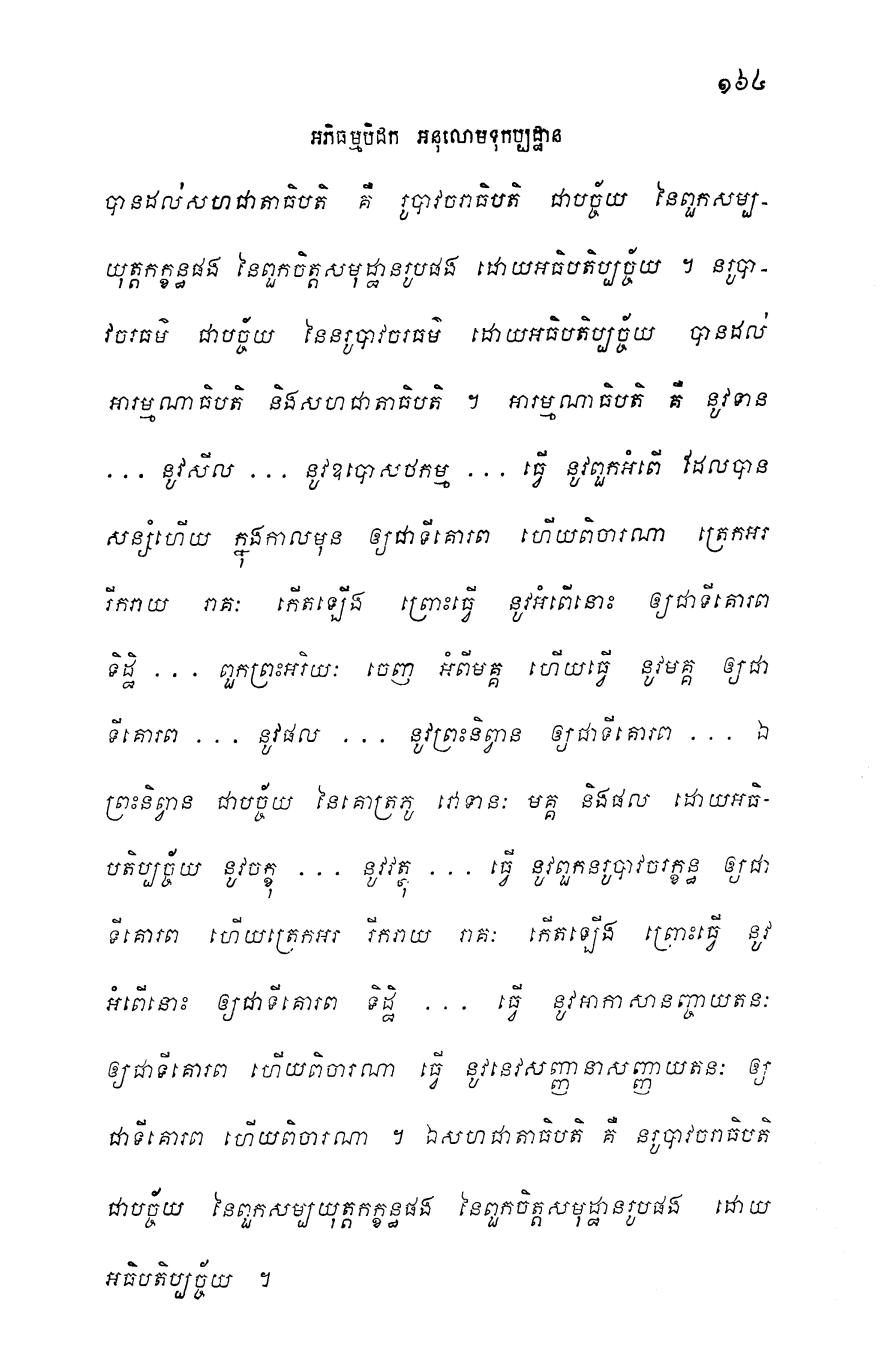 ១៦៤
អភិធម្មបិដក អនុលោមទុកប្បដ្ឋាន
បានដល់សហជាតាធិបតិ គឺ រូបាវចរាធិបតិ ជាបច្ច័យ នៃពួកសម្ប-
យុត្តកក្ខន្ធផង នៃពួកចិត្តសមុដ្ឋានរូបផង ដោយអធិបតិប្បច្ច័យ ។ នរូបា-
វចរធម៌ ជាបច្ច័យ នៃនរូបាវចរធម៌ ដោយអធិបតិប្បច្ច័យ បានដល់
អារម្មណាធិបតិ និងសហជាតាធិបតិ ។ អារម្មណាធិបតិ គឺ នូវទាន
... នូវសីល ... នូវឧបោសថកម្ម ... ធ្វើ នូវពួកអំពើ ដែលបាន
សន្សំហើយ ក្នុងកាលមុន ឲ្យជាទីគោរព ហើយពិចារណា ត្រេកអរ
រីករាយ រាគៈ កើតឡើង ព្រោះធ្វើ នូវអំពើនោះ ឲ្យជាទីគោរព
ទិដ្ឋិ ... ពួកព្រះអរិយៈ ចេញ អំពីមគ្គ ហើយធ្វើ នូវមគ្គ ឲ្យជា
ទីគោរព ... នូវផល ... នូវព្រះនិព្វាន ឲ្យជាទីគោរព ... ឯ
ព្រះនិព្វាន ជាបច្ច័យ នៃគោត្រភូ វោទានៈ មគ្គ និងផល ដោយអធិ-
បតិប្បច្ច័យ នូវចក្ខុ ... នូវវត្ថុ ... ធ្វើ នូវពួកនរូបាវចរក្ខន្ធ ឲ្យជា
ទីគោរព ហើយត្រេកអរ រីករាយ រាគៈ កើតឡើង ព្រោះធ្វើ នូវ
អំពើនោះ ឲ្យជាទីគោរព ទិដ្ឋិ ... ធ្វើ នូវអាកាសានញ្ចាយតនៈ
ឲ្យជាទីគោរព ហើយពិចារណា ធ្វើ នូវនេវសញ្ញានាសញ្ញាយតនៈ ឲ្យ
ជាទីគោរព ហើយពិចារណា ។ ឯសហជាតាធិបតិ គឺ នរូបាវចរាធិបតិ
ជាបច្ច័យ នៃពួកសម្បយុត្តកក្ខន្ធផង នៃពួកចិត្តសមុដ្ឋានរូបផង ដោយ
អធិបតិប្បច្ច័យ ។